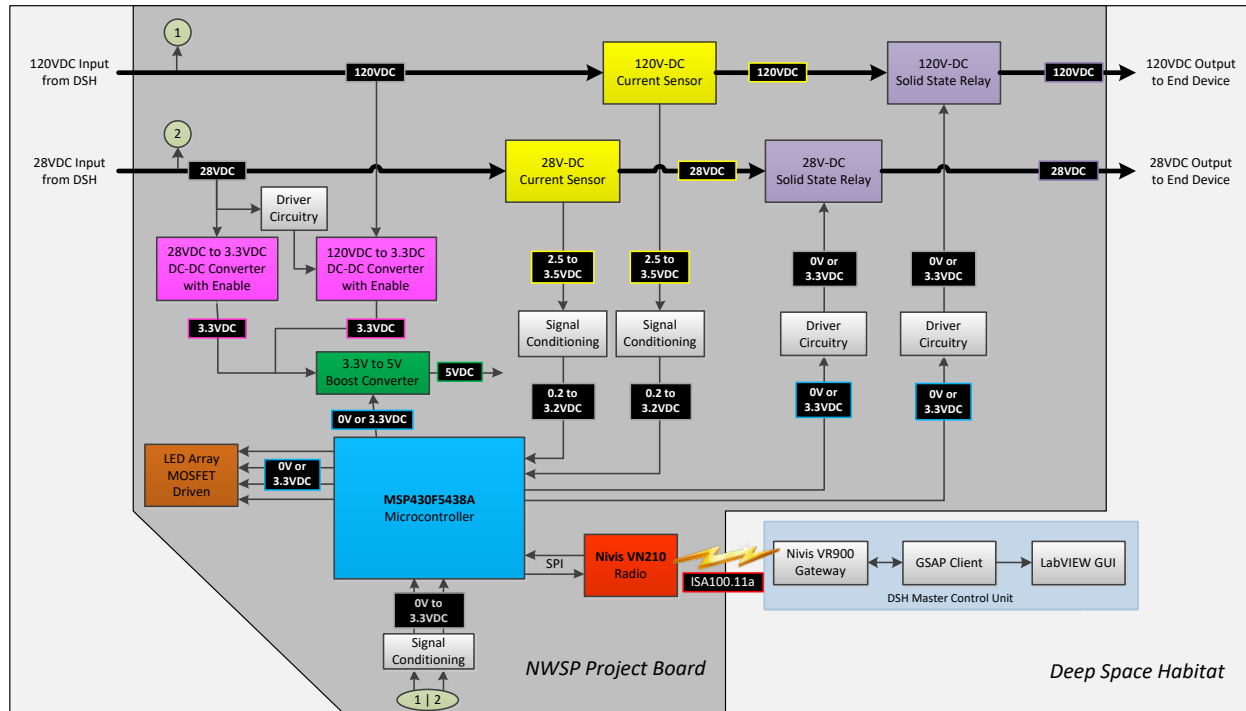 1
120VDC Input
from DSH
120VDC
120V-DC
Current Sensor
120VDC
120V-DC
Solid State Relay
120VDC
120VDC Output
to End Device
2
28VDC Input
from DSH
28VDC
28V-DC
Current Sensor
28VDC
28V-DC
Solid State Relay
28VDC
28VDC Output
to End Device
Driver
Circuitry
28VDC to 3.3VDC
DC-DC Converter
with Enable
120VDC to 3.3DC
DC-DC Converter
with Enable
2.5 to
3.5VDC
2.5 to
3.5VDC
0V or
3.3VDC
0V or
3.3VDC
3.3VDC
3.3VDC
Signal
Conditioning
Signal
Conditioning
Driver
Circuitry
Driver
Circuitry
3.3V to 5V
Boost Converter
5VDC
0.2 to
3.2VDC
0.2 to
3.2VDC
0V or
3.3VDC
0V or
3.3VDC
0V or 3.3VDC
LED Array
MOSFET
Driven
0V or
3.3VDC
MSP430F5438A
Microcontroller
SPI
Nivis VN210
Radio
ISA100.11a
Nivis VR900
Gateway
GSAP Client
LabVIEW GUI
DSH Master Control Unit
0V to
3.3VDC
Signal
Conditioning
1 | 2
NWSP Project Board
Deep Space Habitat